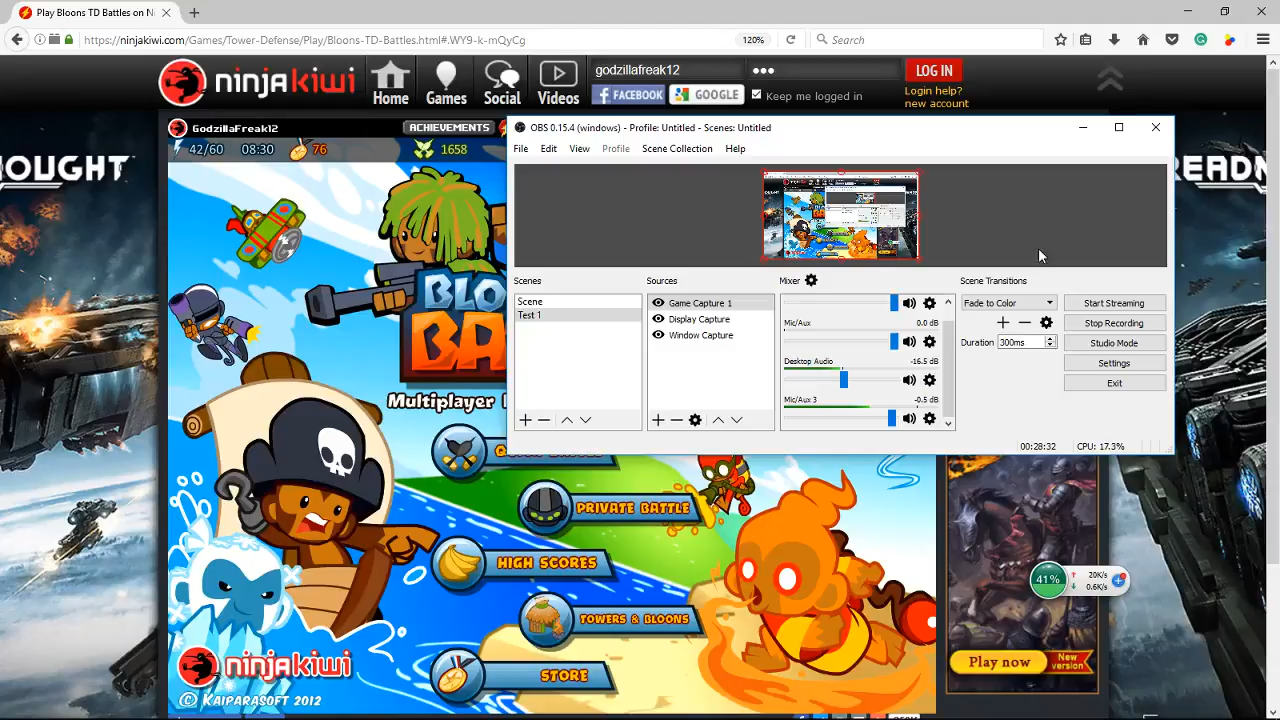 Play Bloons TD Battles on Ni
https://ninjakiwi.com/Games/Tower-Defense/Play/Bloons-TD-Battles.html#.WY9-k-mQyCg
120%
Search
ninjakiwi
Home
Games
Social
Videos
godzillafreak12
●●●
LOG IN
FACEBOOK
GOOGLE
Keep me logged in
Login help?
new account
GodzillaFreak12
ACHIEVEMENTS
42/60
08:30
76
1658
OUGHT
READN
OBS 0.15.4 (windows) - Profile: Untitled - Scenes: Untitled
File
Edit
View
Profile
Scene Collection
Help
Scenes
Sources
Mixer
Scene Transitions
Scene
Test 1
Game Capture 1
Display Capture
Window Capture
Mic/Aux
0.0 dB
Desktop Audio
-16.5 dB
Mic/Aux 3
-0.5 dB
Fade to Color
Duration
300ms
Start Streaming
Stop Recording
Studio Mode
Settings
Exit
00:28:32
CPU: 17.3%
BLO
BA
Multiplayer
PRIVATE BATTLE
HIGH SCORES
TOWERS & BLOONS
STORE
ninjakiwi
© KAIPARASOFT 2012
41%
20K/s
0.6K/s
Play now
New
version